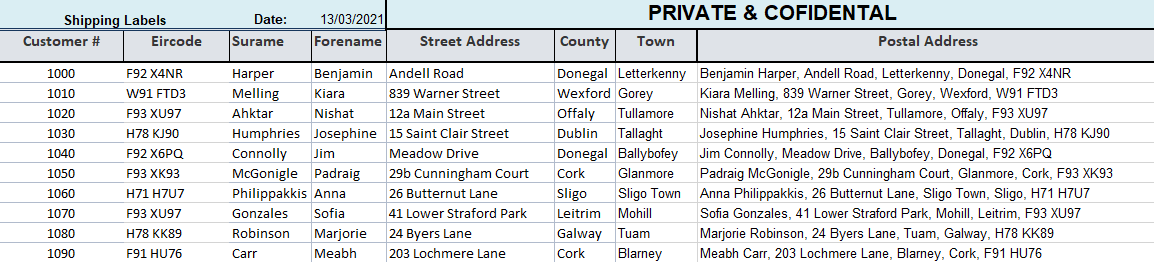 Shipping Labels Date: 13/03/2021 PRIVATE & COFIDENTAL
Customer # Eircode Surame Forename Street Address County Town Postal Address
1000 F92 X4NR Harper Benjamin Andell Road Donegal Letterkenny Benjamin Harper, Andell Road, Letterkenny, Donegal, F92 X4NR
1010 W91 FTD3 Melling Kiara 839 Warner Street Wexford Gorey Kiara Melling, 839 Warner Street, Gorey, Wexford, W91 FTD3
1020 F93 XU97 Ahktar Nishat 12a Main Street Offaly Tullamore Nishat Ahktar, 12a Main Street, Tullamore, Offaly, F93 XU97
1030 H78 KJ90 Humphries Josephine 15 Saint Clair Street Dublin Tallaght Josephine Humphries, 15 Saint Clair Street, Tallaght, Dublin, H78 KJ90
1040 F92 X6PQ Connolly Jim Meadow Drive Donegal Ballybofey Jim Connolly, Meadow Drive, Ballybofey, Donegal, F92 X6PQ
1050 F93 XK93 McGonigle Padraig 29b Cunningham Court Cork Glanmore Padraig McGonigle, 29b Cunningham Court, Glanmore, Cork, F93 XK93
1060 H71 H7U7 Philippakkis Anna 26 Butternut Lane Sligo Sligo Town Anna Philippakkis, 26 Butternut Lane, Sligo Town, Sligo, H71 H7U7
1070 F93 XU97 Gonzales Sofia 41 Lower Straford Park Leitrim Mohill Sofia Gonzales, 41 Lower Straford Park, Mohill, Leitrim, F93 XU97
1080 H78 KK89 Robinson Marjorie 24 Byers Lane Galway Tuam Marjorie Robinson, 24 Byers Lane, Tuam, Galway, H78 KK89
1090 F91 HU76 Carr Meabh 203 Lochmere Lane Cork Blarney Meabh Carr, 203 Lochmere Lane, Blarney, Cork, F91 HU76